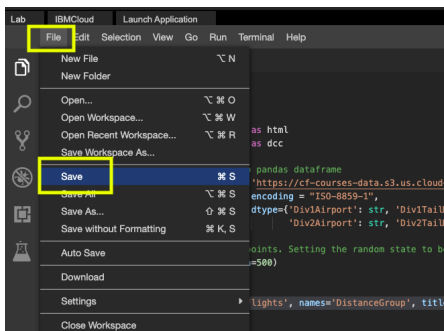 Lab IBMCloud Launch Application
File Edit Selection View Go Run Terminal Help
New File ⌥ N
New Folder
Open... ⌥ ⌘ O
Open Workspace... ⌥ ⌘ W
Open Recent Workspace... ⌥ ⌘ R
as html
Save Workspace As...
as dcc
pandas dataframe
Save ⌘ S
'https://cf-courses-data.s3.us.cloud
Save All ⌥ ⌘ S
encoding = "ISO-8859-1",
dtype={'Div1Airport': str, 'Div1Tail
Save As... ⇧ ⌘ S
'Div2Airport': str, 'Div2Tail
Save without Formatting ⌘ K, S
Auto Save
oints. Setting the random state to b
=500)
Download
Settings
lights', names='DistanceGroup', titl
Close Workspace